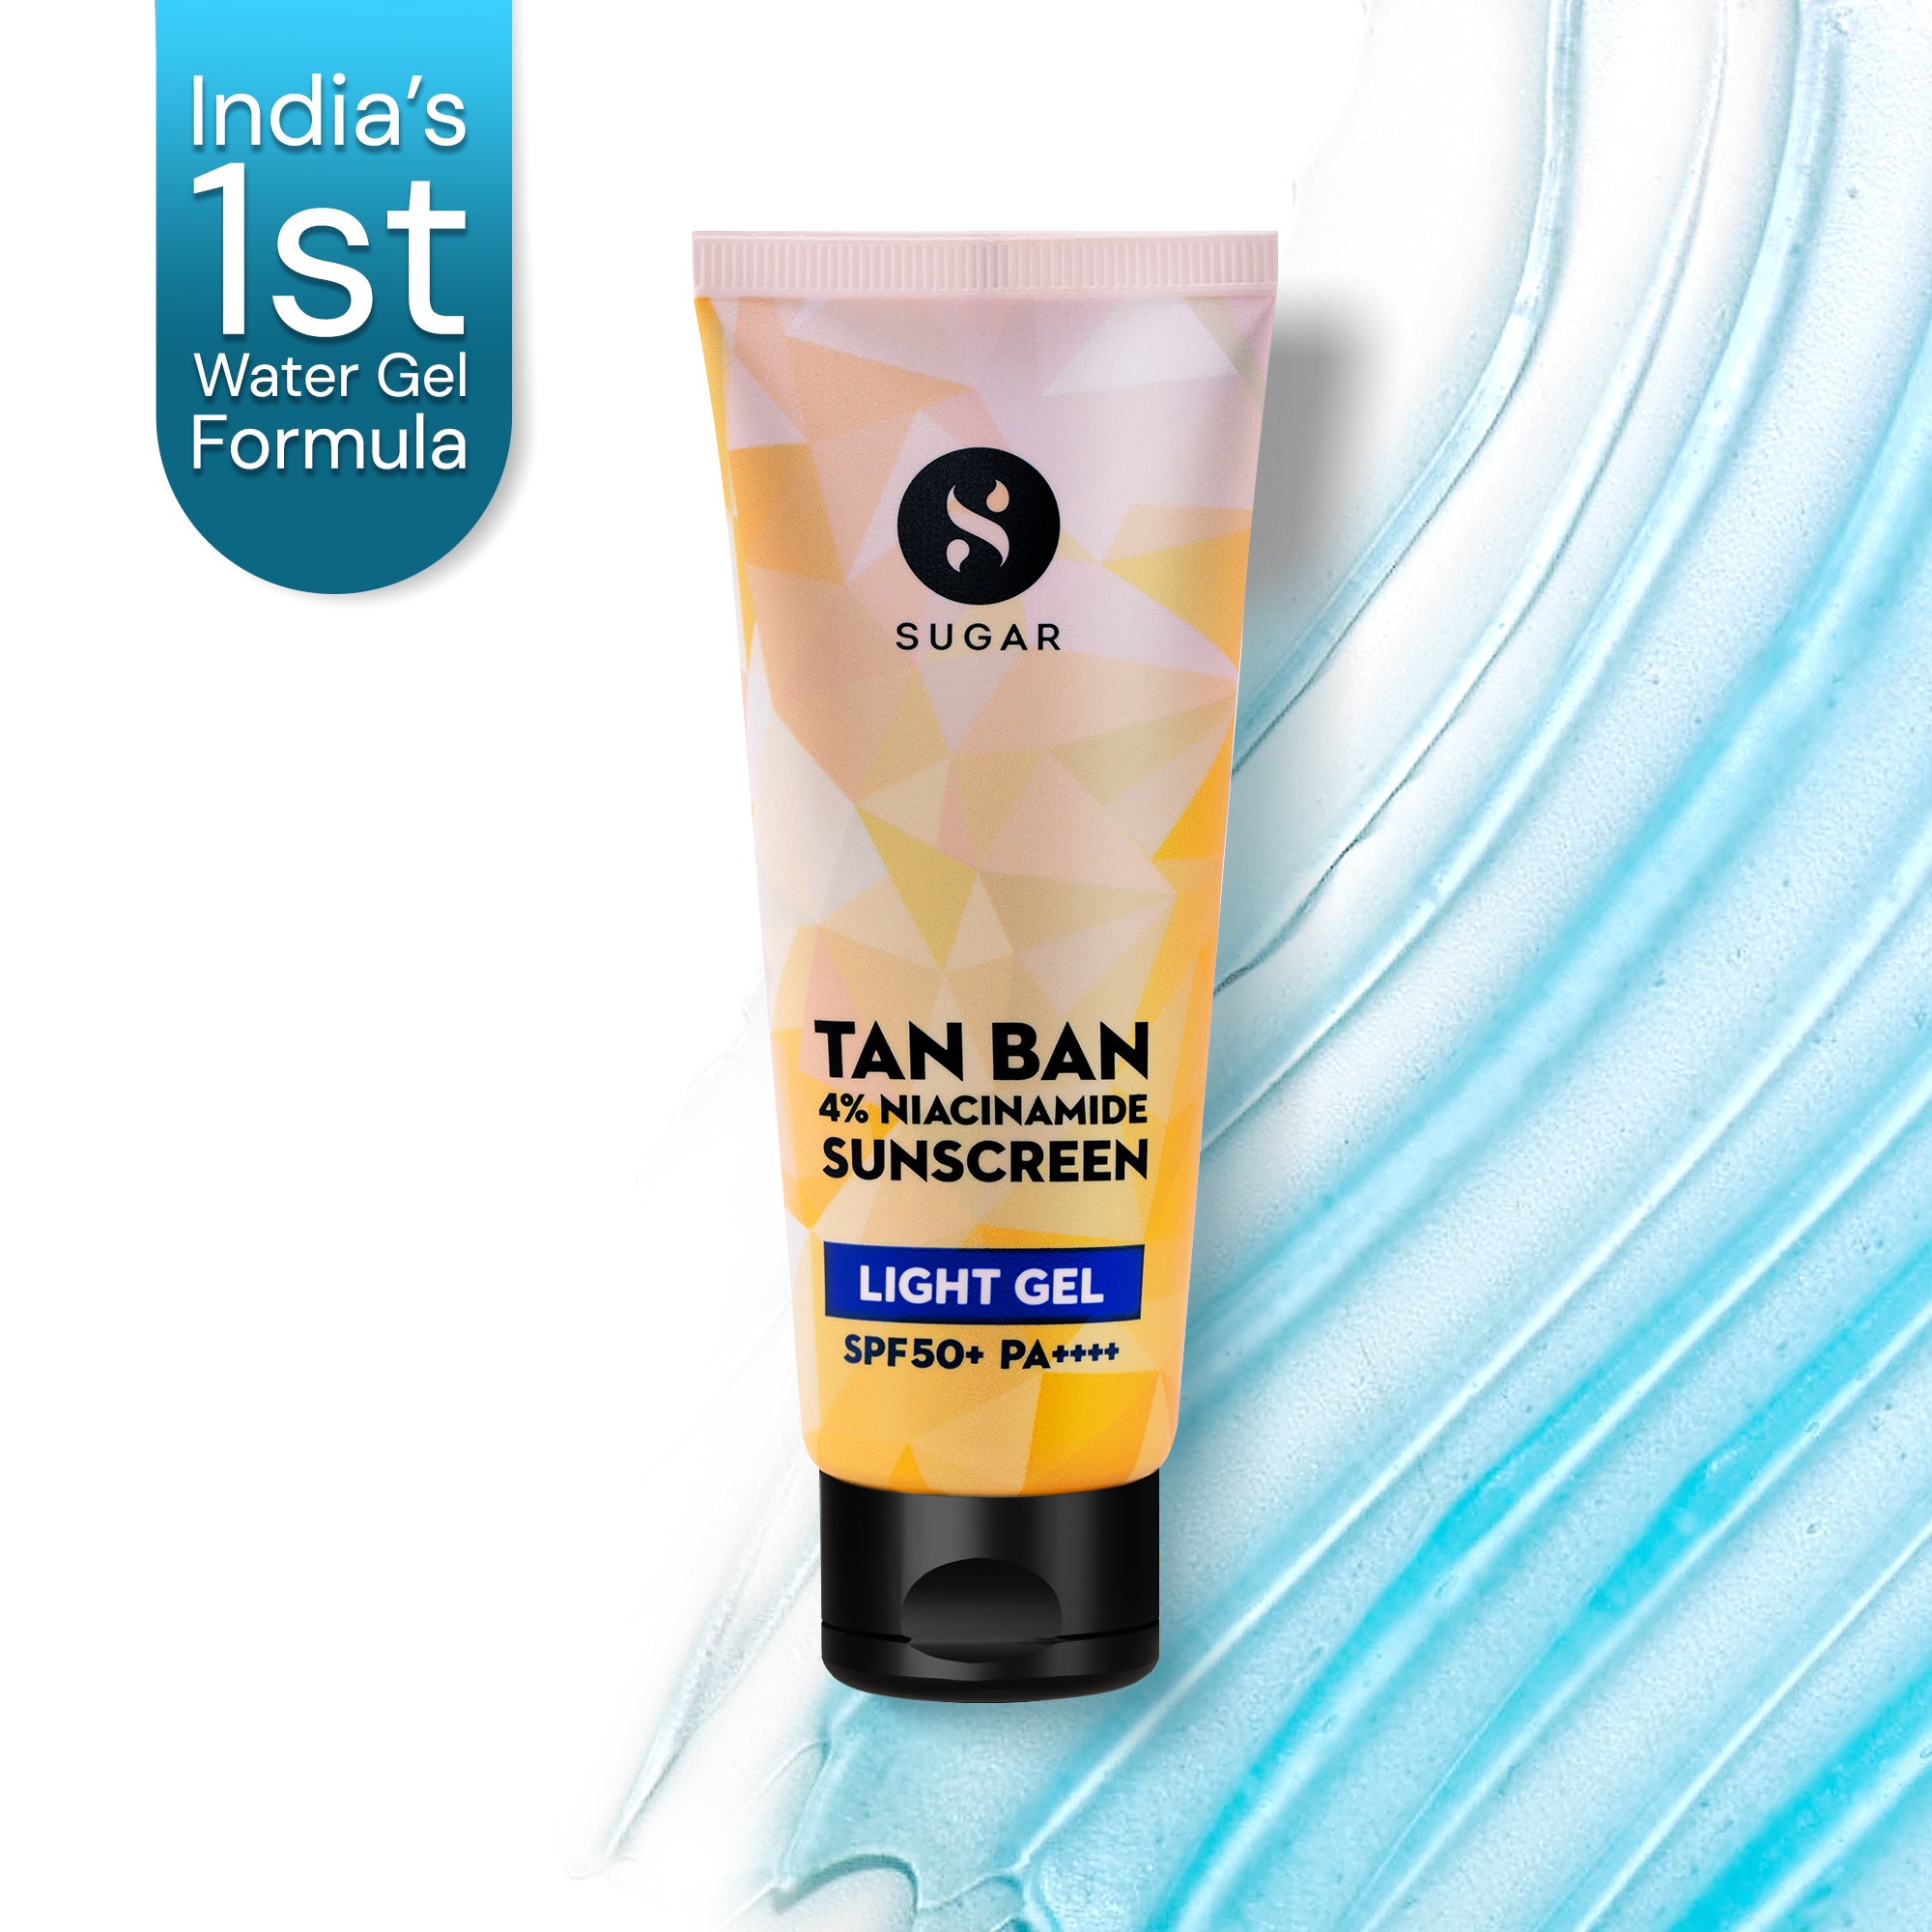 India’s
1st
Water Gel
Formula
SUGAR
TAN BAN
4% NIACINAMIDE
SUNSCREEN
LIGHT GEL
SPF50+ PA++++